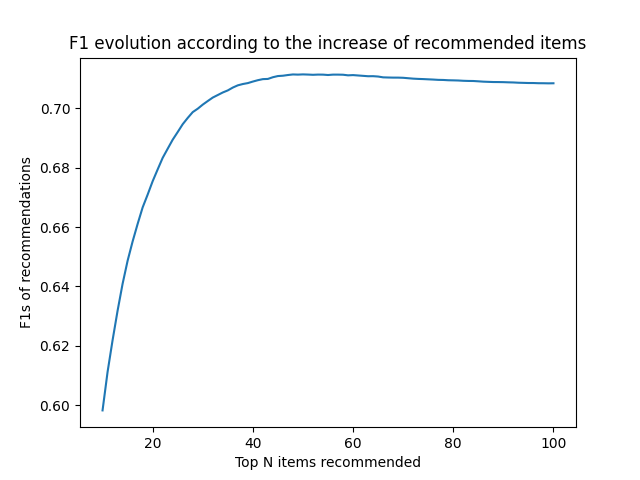 F1 evolution according to the increase of recommended items
F1s of recommendations
0.70
0.68
0.66
0.64
0.62
0.60
20 40 60 80 100
Top N items recommended